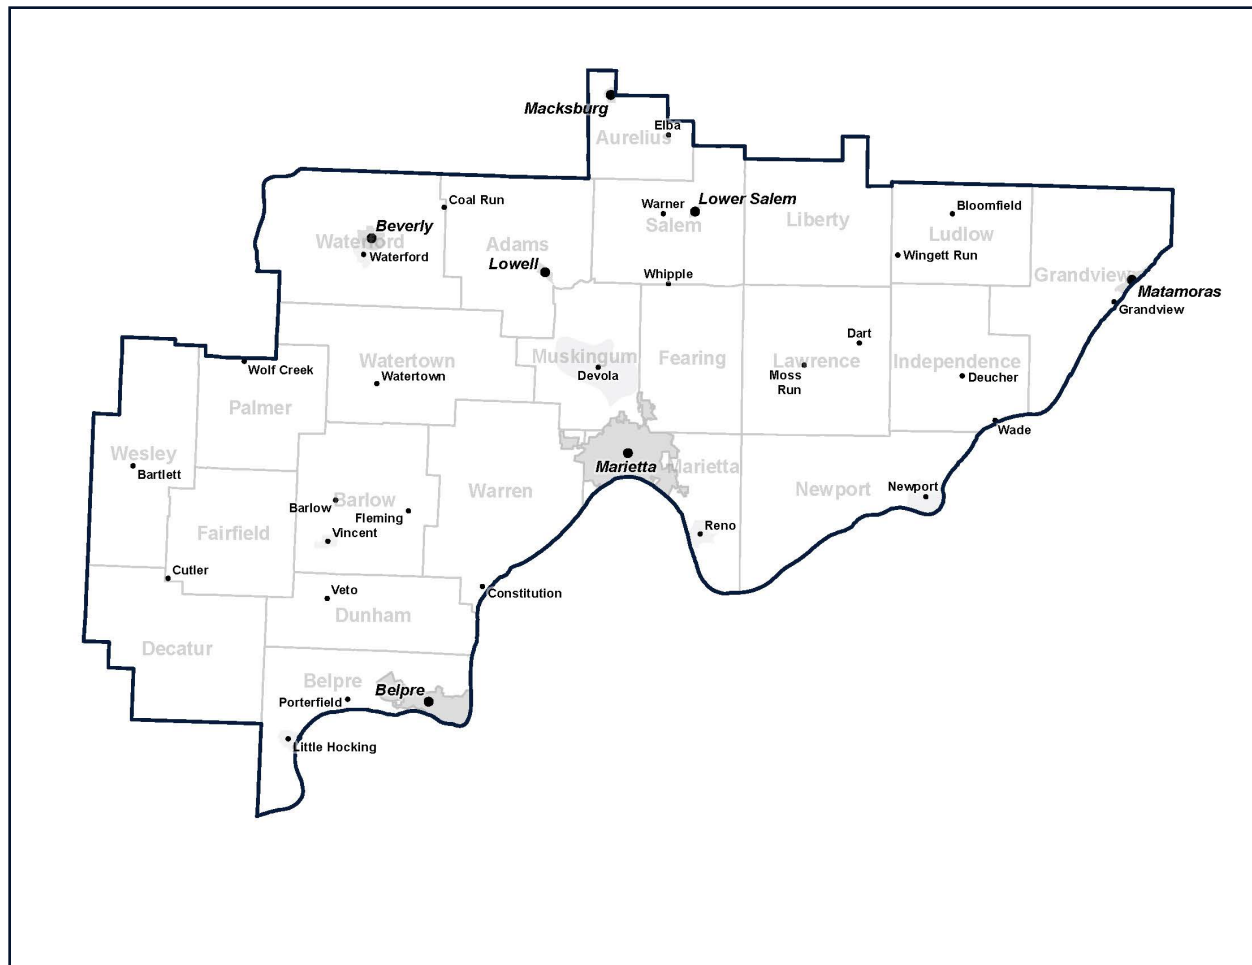 Macksburg
Elba
Aurelius
Coal Run
Warner
Lower Salem
Salem
Liberty
Bloomfield
Ludlow
Beverly
Waterford
Waterford
Adams
Lowell
Wingett Run
Whipple
Grandview
Matamoras
Grandview
Dart
Wolf Creek
Watertown
Watertown
Muskingum
Devola
Fearing
Lawrence
Moss
Run
Independence
Deucher
Palmer
Wade
Wesley
Bartlett
Marietta
Marietta
Warren
Newport
Newport
Barlow
Barlow
Fleming
Vincent
Fairfield
Reno
Cutler
Veto
Constitution
Dunham
Decatur
Belpre
Belpre
Porterfield
Little Hocking